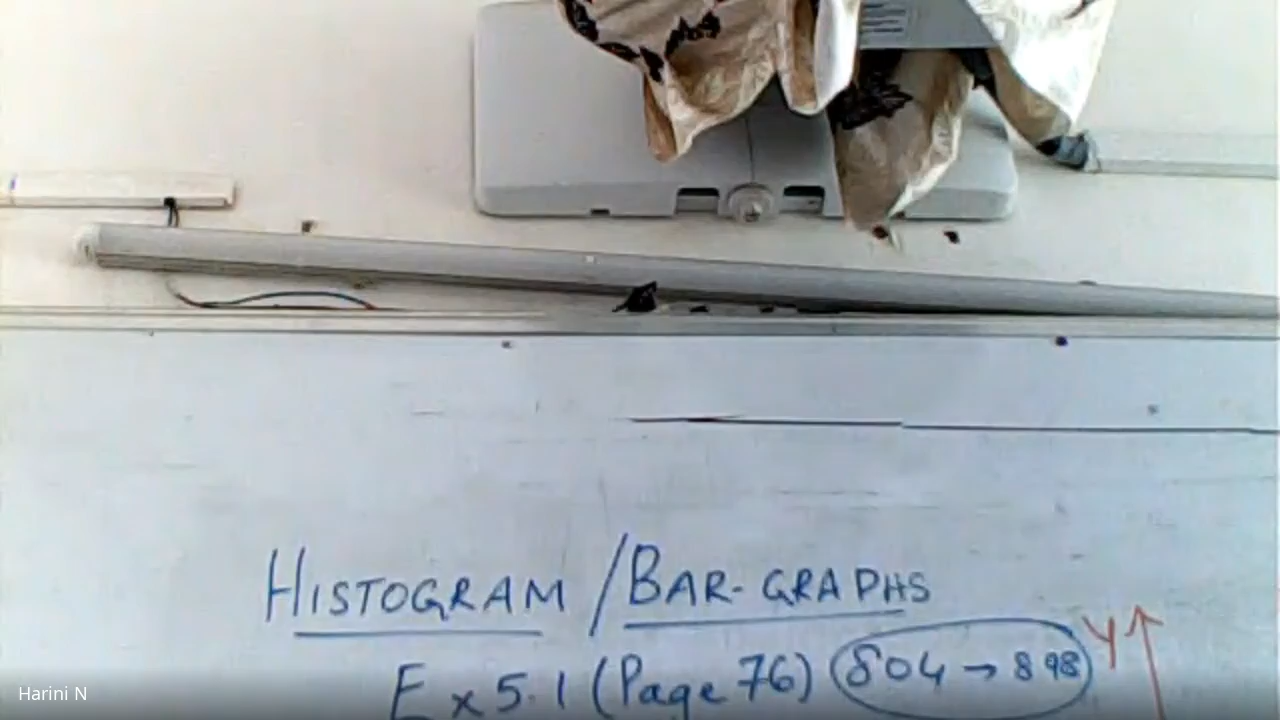 HISTOGRAM / BAR-GRAPHS
Ex 5.1 (Page 76) 804 → 898 Y
Harini N